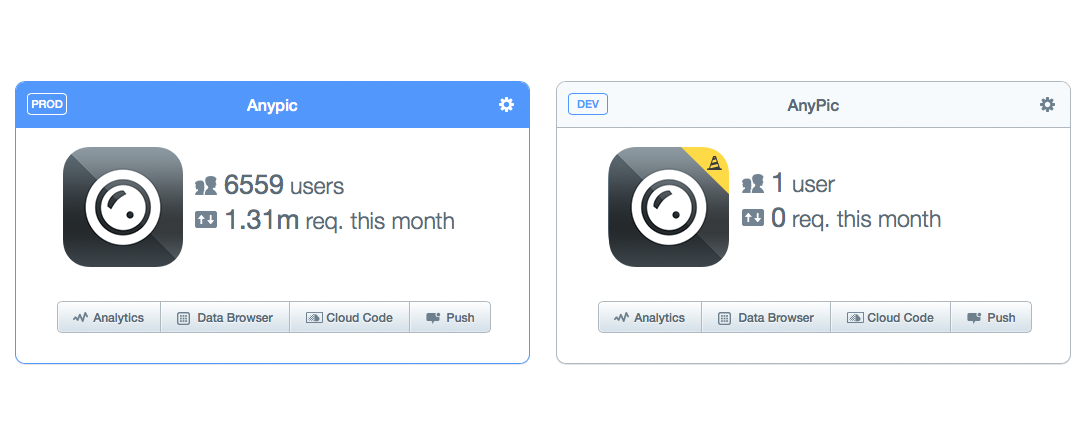 PROD Anypic
6559 users
1.31m req. this month
Analytics Data Browser Cloud Code Push
DEV AnyPic
1 user
0 req. this month
Analytics Data Browser Cloud Code Push